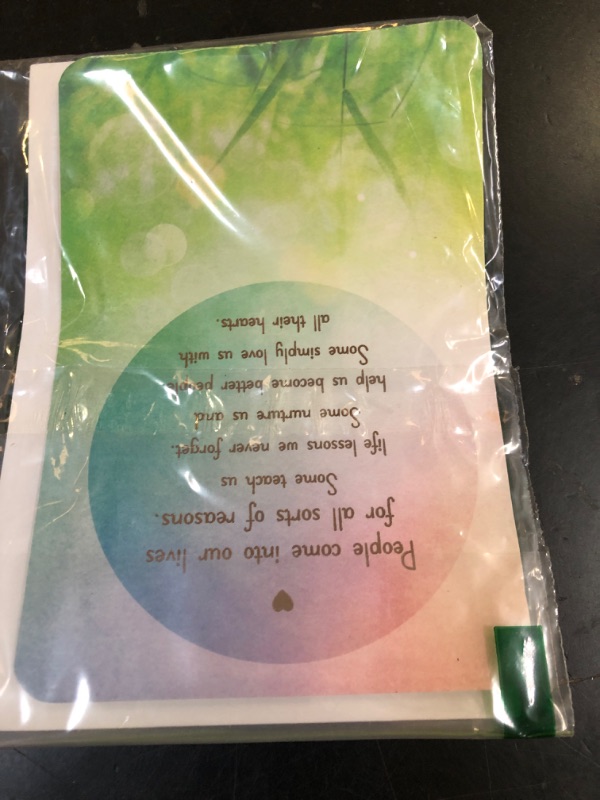 People come into our lives
for all sorts of reasons.
Some teach us
life lessons we never forget.
Some nurture us and
help us become better people.
Some simply love us with
all their hearts.